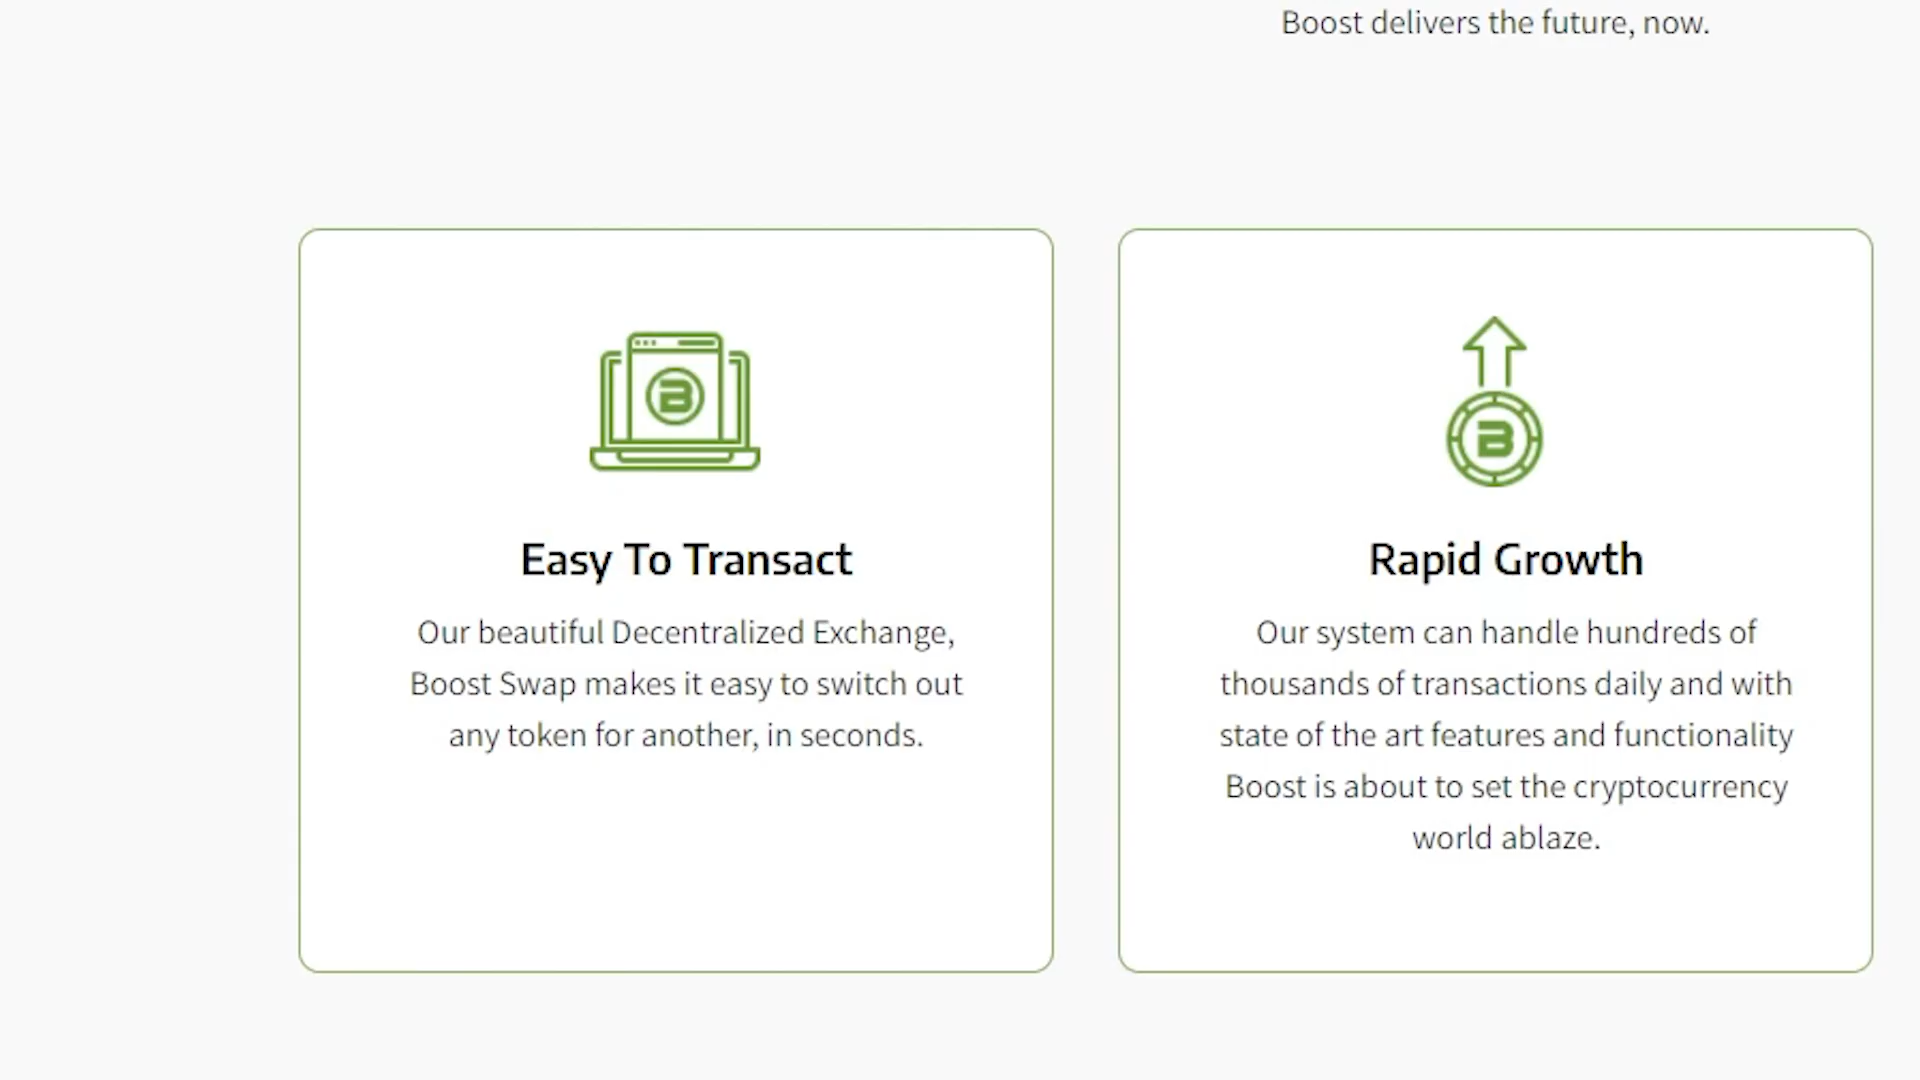 Boost delivers the future, now.
Easy To Transact
Our beautiful Decentralized Exchange,
Boost Swap makes it easy to switch out
any token for another, in seconds.
Rapid Growth
Our system can handle hundreds of
thousands of transactions daily and with
state of the art features and functionality
Boost is about to set the cryptocurrency
world ablaze.